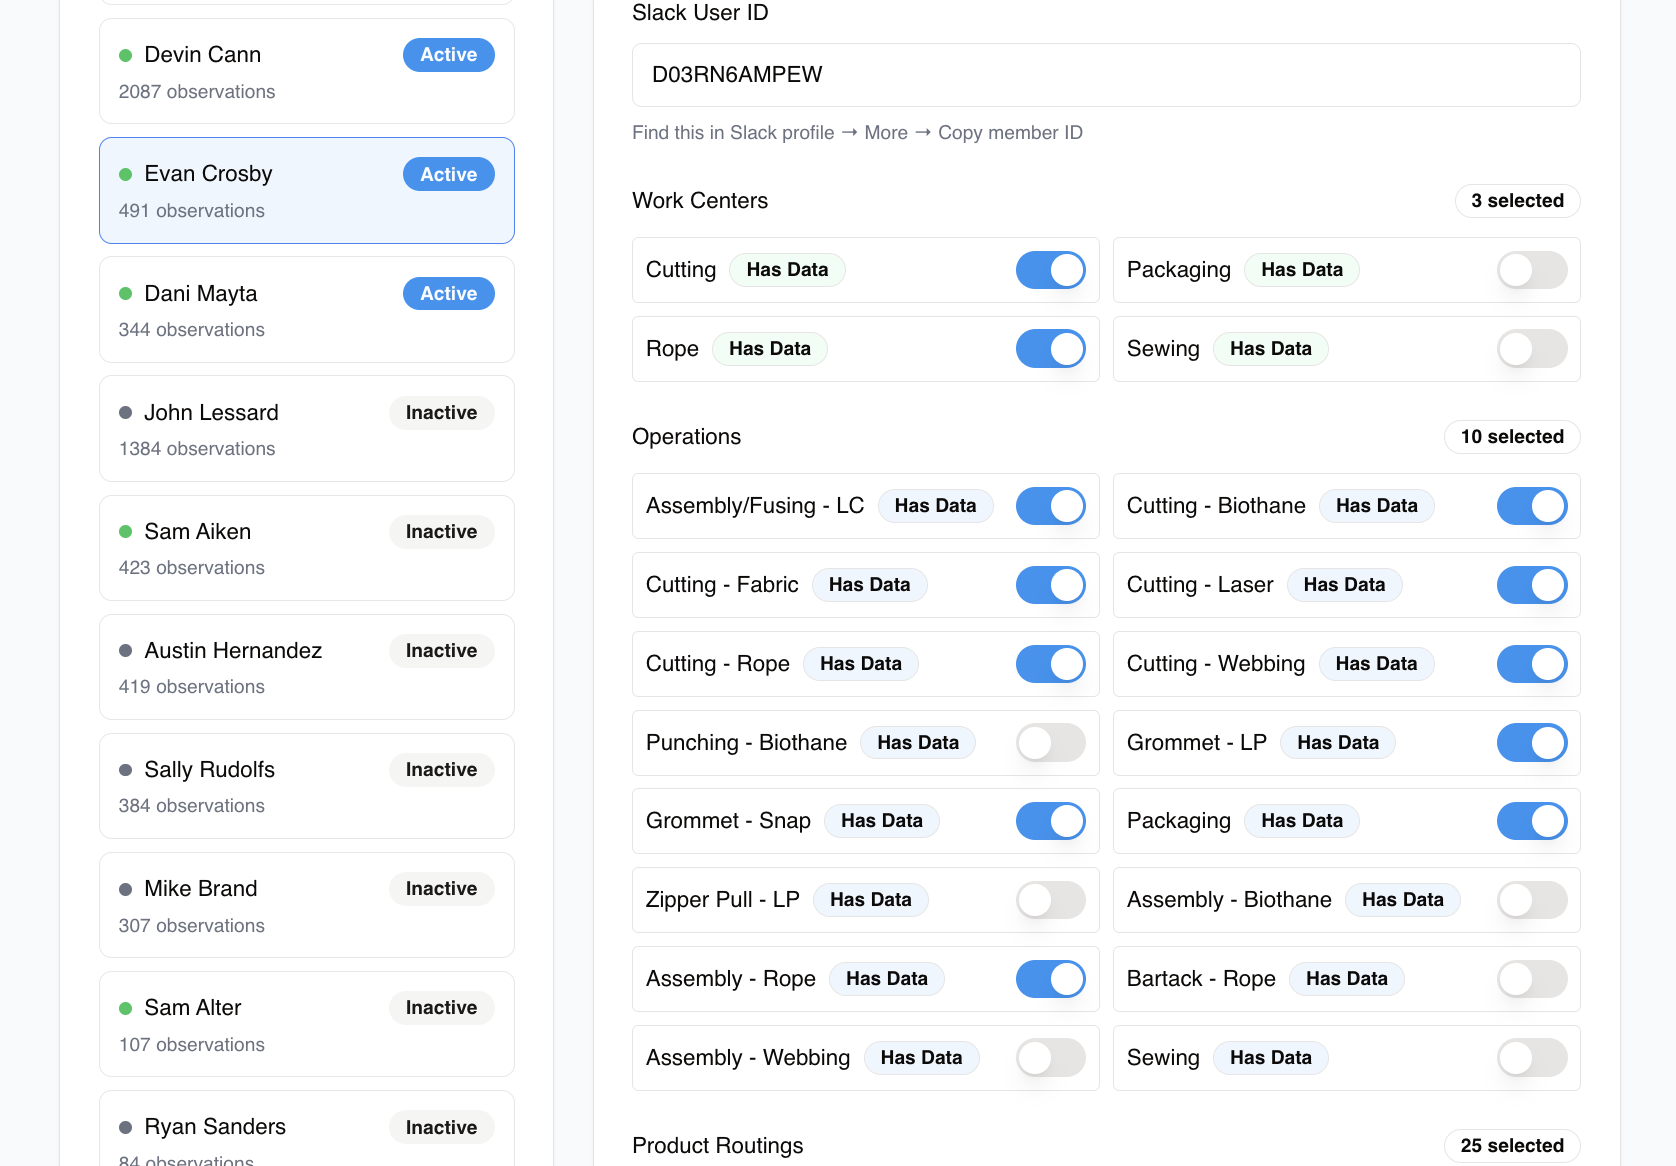 Devin Cann Active
2087 observations
Evan Crosby Active
491 observations
Dani Mayta Active
344 observations
John Lessard Inactive
1384 observations
Sam Aiken Inactive
423 observations
Austin Hernandez Inactive
419 observations
Sally Rudolfs Inactive
384 observations
Mike Brand Inactive
307 observations
Sam Alter Inactive
107 observations
Ryan Sanders Inactive
84 observations
Slack User ID
D03RN6AMPEW
Find this in Slack profile → More → Copy member ID
Work Centers 3 selected
Cutting Has Data Packaging Has Data
Rope Has Data Sewing Has Data
Operations 10 selected
Assembly/Fusing - LC Has Data Cutting - Biothane Has Data
Cutting - Fabric Has Data Cutting - Laser Has Data
Cutting - Rope Has Data Cutting - Webbing Has Data
Punching - Biothane Has Data Grommet - LP Has Data
Grommet - Snap Has Data Packaging Has Data
Zipper Pull - LP Has Data Assembly - Biothane Has Data
Assembly - Rope Has Data Bartack - Rope Has Data
Assembly - Webbing Has Data Sewing Has Data
Product Routings 25 selected